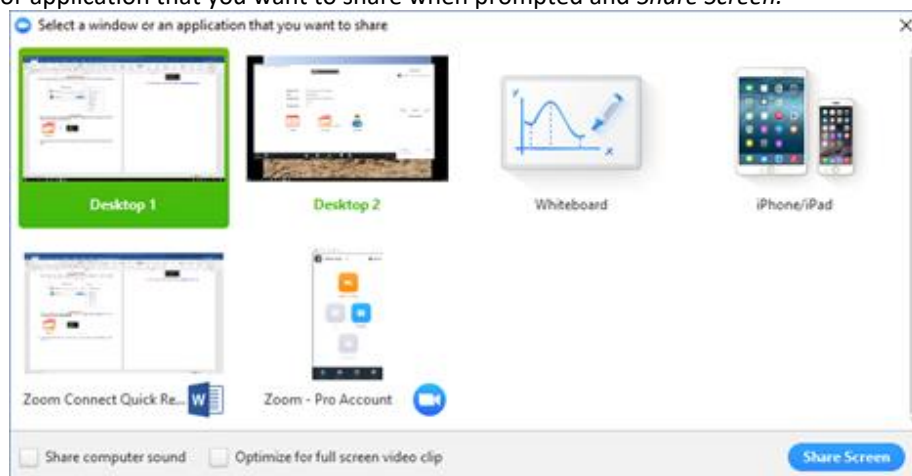 or application that you want to share when prompted and Share Screen.
Select a window or an application that you want to share
Desktop 1
Desktop 2
Whiteboard
iPhone/iPad
Zoom Connect Quick Re...
Zoom - Pro Account
Share computer sound
Optimize for full screen video clip
Share Screen